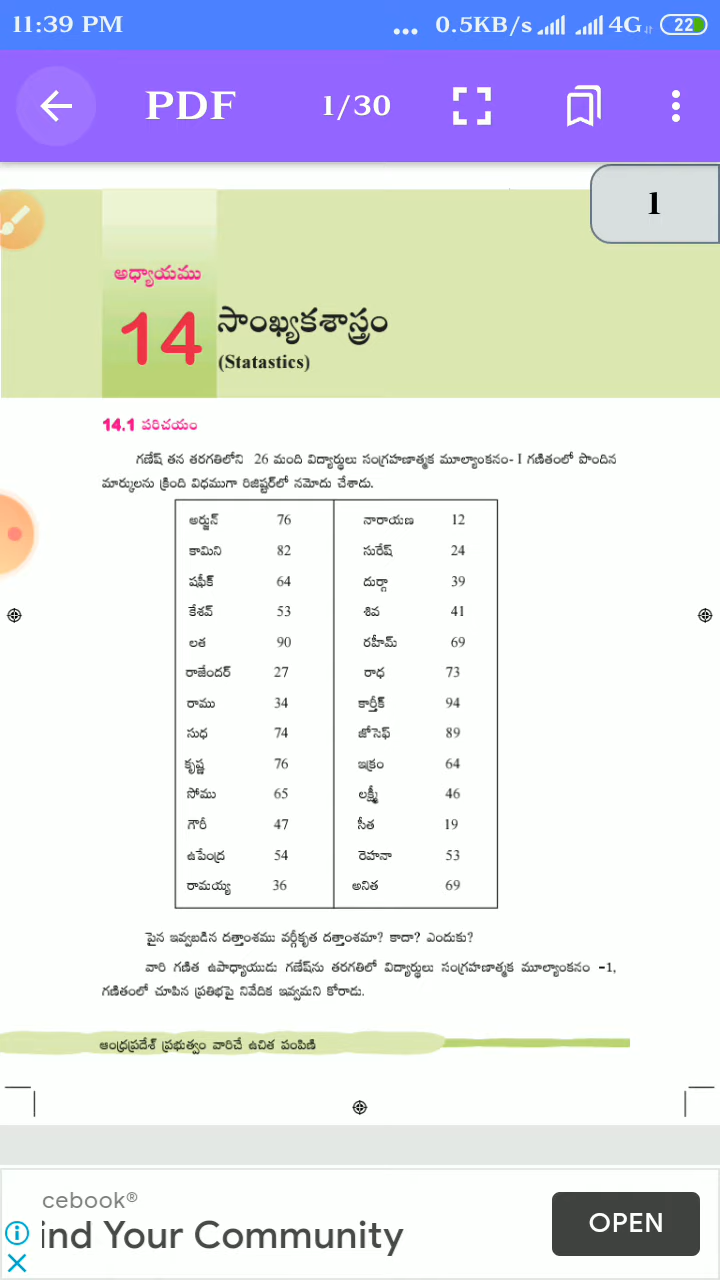 11:39 PM ... 0.5KB/s 4G 22
PDF 1/30
1
అధ్యాయము
14 సాంఖ్యకశాస్త్రం
(Statastics)
14.1 పరిచయం
గణేష్ తన తరగతిలోని 26 మంది విద్యార్థులు సంగ్రహణాత్మక మూల్యాంకనం- I గణితంలో పొందిన
మార్కులను క్రింది విధముగా రిజిష్టర్‌లో నమోదు చేశాడు.
అర్జున్ 76 నారాయణ 12
కామిని 82 సురేష్ 24
షఫీక్ 64 దుర్గా 39
కేశవ్ 53 శివ 41
లత 90 రహీమ్ 69
రాజేందర్ 27 రాధ 73
రాము 34 కార్తీక్ 94
సుధ 74 జోసెఫ్ 89
కృష్ణ 76 ఇక్రం 64
సోము 65 లక్ష్మీ 46
గౌరీ 47 సీత 19
ఉపేంద్ర 54 రెహనా 53
రామయ్య 36 అనిత 69
పైన ఇవ్వబడిన దత్తాంశము వర్గీకృత దత్తాంశమా? కాదా? ఎందుకు?
వారి గణిత ఉపాధ్యాయుడు గణేష్‌ను తరగతిలో విద్యార్థులు సంగ్రహణాత్మక మూల్యాంకనం -1,
గణితంలో చూపిన ప్రతిభపై నివేదిక ఇవ్వమని కోరాడు.
ఆంధ్రప్రదేశ్ ప్రభుత్వం వారిచే ఉచిత పంపిణి
cebook®
ind Your Community
OPEN